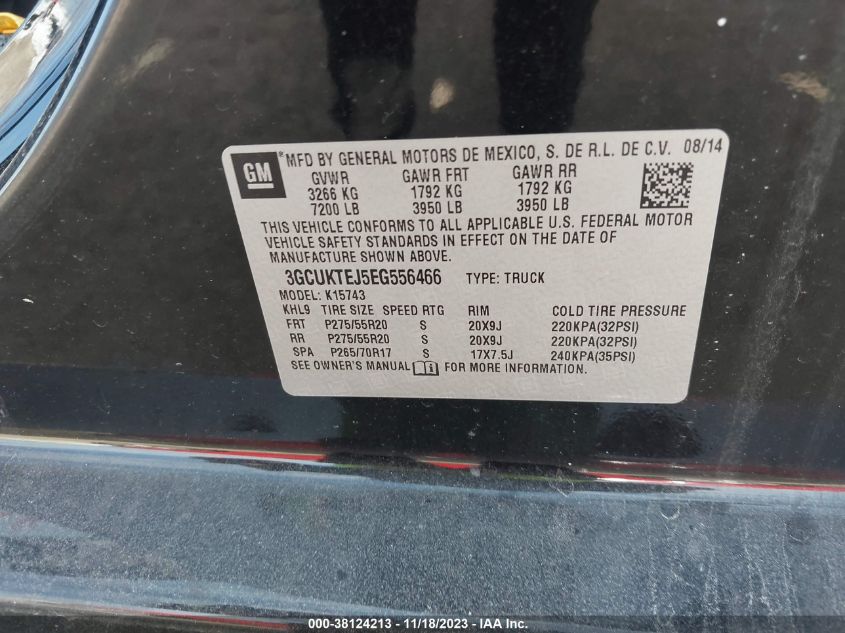 GM * MFD BY GENERAL MOTORS DE MEXICO, S. DE R.L. DE C.V. 08/14
GVWR GAWR FRT GAWR RR
3266 KG 1792 KG 1792 KG
7200 LB 3950 LB 3950 LB
THIS VEHICLE CONFORMS TO ALL APPLICABLE U.S. FEDERAL MOTOR
VEHICLE SAFETY STANDARDS IN EFFECT ON THE DATE OF
MANUFACTURE SHOWN ABOVE.
3GCUKTEJ5EG556466 TYPE: TRUCK
MODEL: K15743
KHL9 TIRE SIZE SPEED RTG RIM COLD TIRE PRESSURE
FRT P275/55R20 S 20X9J 220KPA(32PSI)
RR P275/55R20 S 20X9J 220KPA(32PSI)
SPA P265/70R17 S 17X7.5J 240KPA(35PSI)
SEE OWNER'S MANUAL FOR MORE INFORMATION.
000-38124213 - 11/18/2023 - IAA Inc.